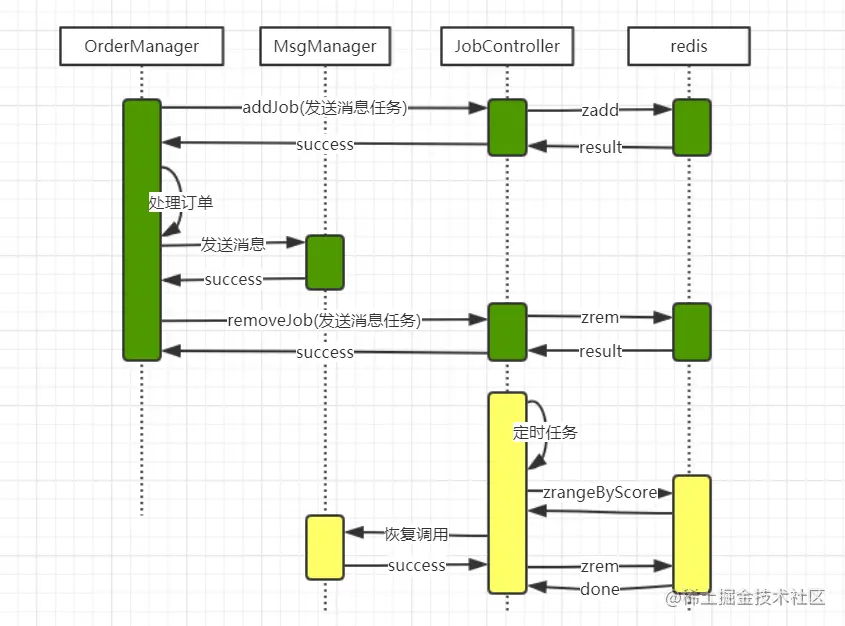 OrderManager
MsgManager
JobController
redis
addJob(发送消息任务)
zadd
success
result
处理订单
发送消息
success
removeJob(发送消息任务)
zrem
success
result
定时任务
zrangeByScore
恢复调用
success
zrem
done
@稀土掘金技术社区